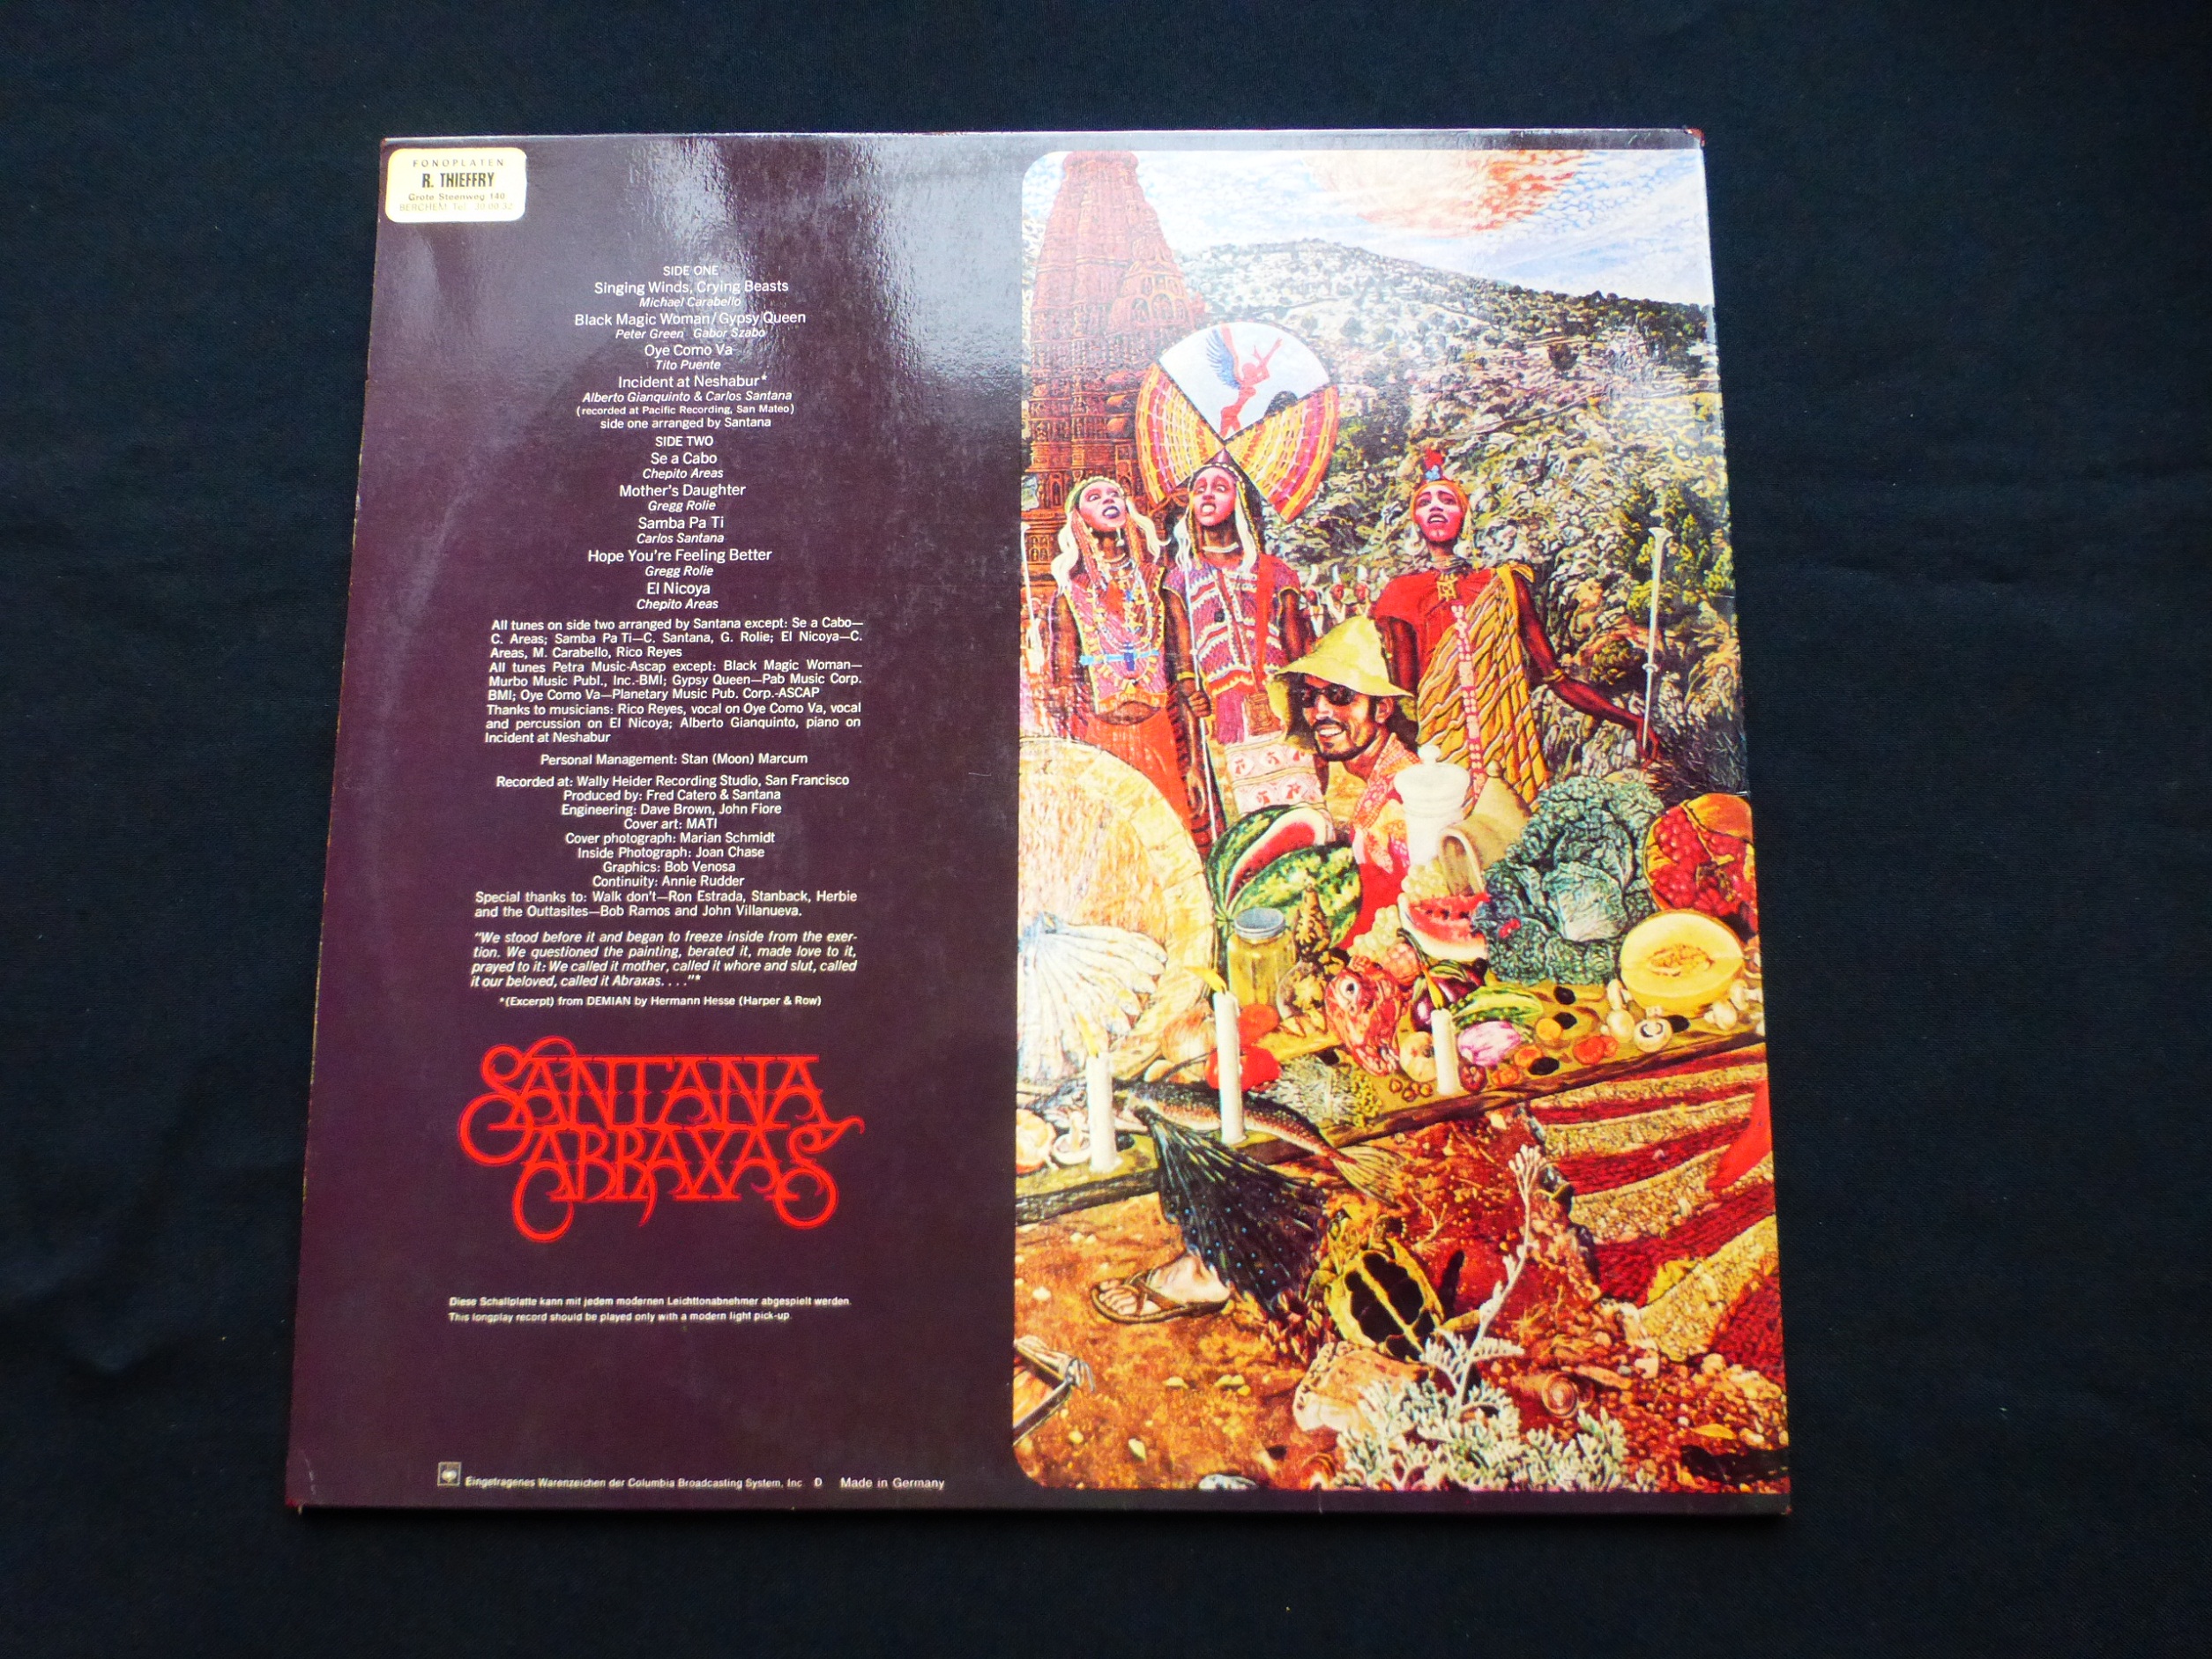 FONOPLATEN
R. THIEFFRY
Grote Steenweg 148
BERCHEM Tel.
SIDE ONE
Singing Winds, Crying Beasts
Michael Carabello
Black Magic Woman/Gypsy Queen
Peter Green Gabor Szabo
Oye Como Va
Tito Puente
Incident at Neshabur*
Alberto Gianquinto & Carlos Santana
(recorded at Pacific Recording, San Mateo)
side one arranged by Santana
SIDE TWO
Se a Cabo
Chepito Areas
Mother's Daughter
Gregg Rolie
Samba Pa Ti
Carlos Santana
Hope You're Feeling Better
Gregg Rolie
El Nicoya
Chepito Areas
All tunes on side two arranged by Santana except: Se a Cabo—
C. Areas; Samba Pa Ti—C. Santana, G. Rolie; El Nicoya—C.
Areas, M. Carabello, Rico Reyes
All tunes Petra Music-Ascap except: Black Magic Woman—
Murbo Music Publ., Inc.-BMI; Gypsy Queen—Pab Music Corp.
BMI; Oye Como Va—Planetary Music Pub. Corp.-ASCAP
Thanks to musicians: Rico Reyes, vocal on Oye Como Va, vocal
and percussion on El Nicoya; Alberto Gianquinto, piano on
Incident at Neshabur
Personal Management: Stan (Moon) Marcum
Recorded at: Wally Heider Recording Studio, San Francisco
Produced by: Fred Catero & Santana
Engineering: Dave Brown, John Fiore
Cover art: MATI
Cover photograph: Marian Schmidt
Inside Photograph: Joan Chase
Graphics: Bob Venosa
Continuity: Annie Rudder
Special thanks to: Walk don't—Ron Estrada, Stanback, Herbie
and the Outtasites—Bob Ramos and John Villanueva.
"We stood before it and began to freeze inside from the exer-
tion. We questioned the painting, berated it, made love to it,
prayed to it: We called it mother, called it whore and slut, called
it our beloved, called it Abraxas. . . ."*
*(Excerpt) from DEMIAN by Hermann Hesse (Harper & Row)
SANTANA
ABRAXAS
Diese Schallplatte kann mit jedem modernen Leichttonabnehmer abgespielt werden.
This longplay record should be played only with a modern light pick-up.
Eingetragenes Warenzeichen der Columbia Broadcasting System, Inc. D Made in Germany